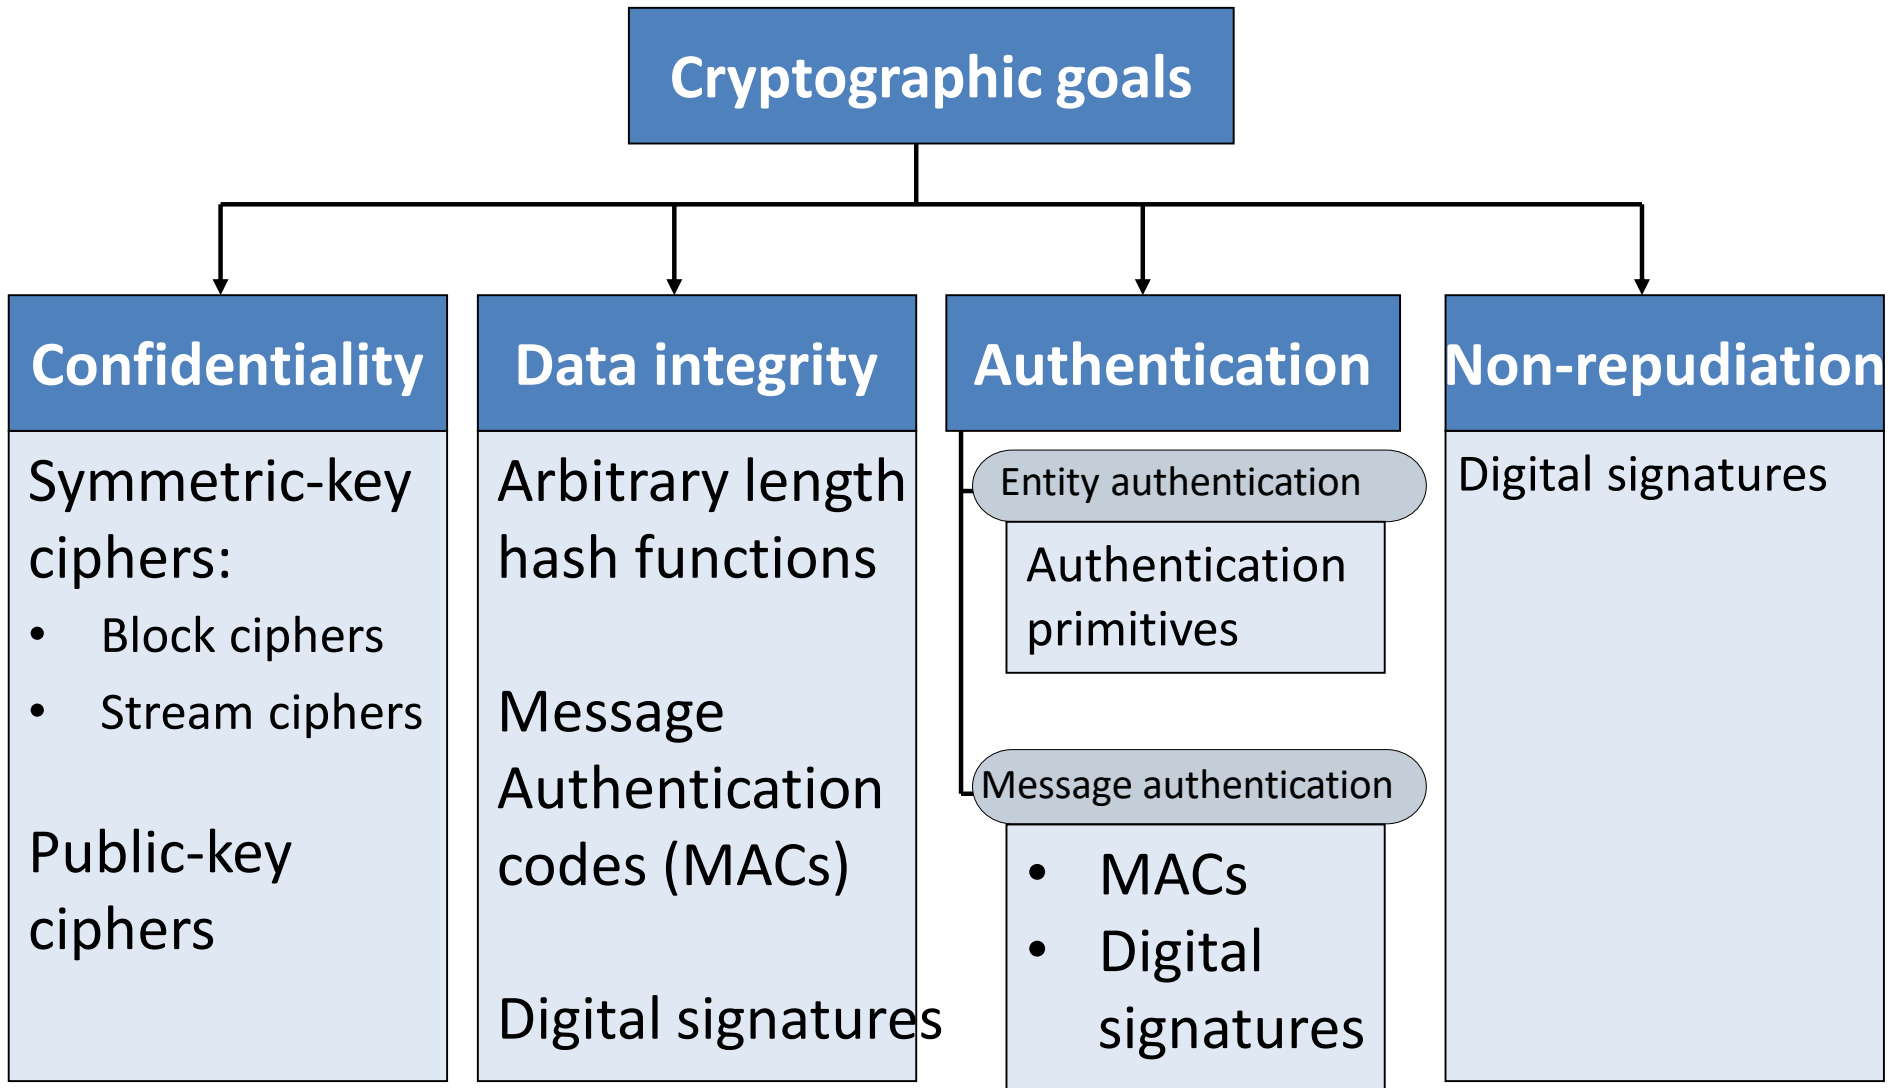 Cryptographic goals
Confidentiality
Symmetric-key
ciphers:
• Block ciphers
• Stream ciphers
Public-key
ciphers
Data integrity
Arbitrary length
hash functions
Message
Authentication
codes (MACs)
Digital signatures
Authentication
Entity authentication
Authentication
primitives
Message authentication
• MACs
• Digital
signatures
Non-repudiation
Digital signatures